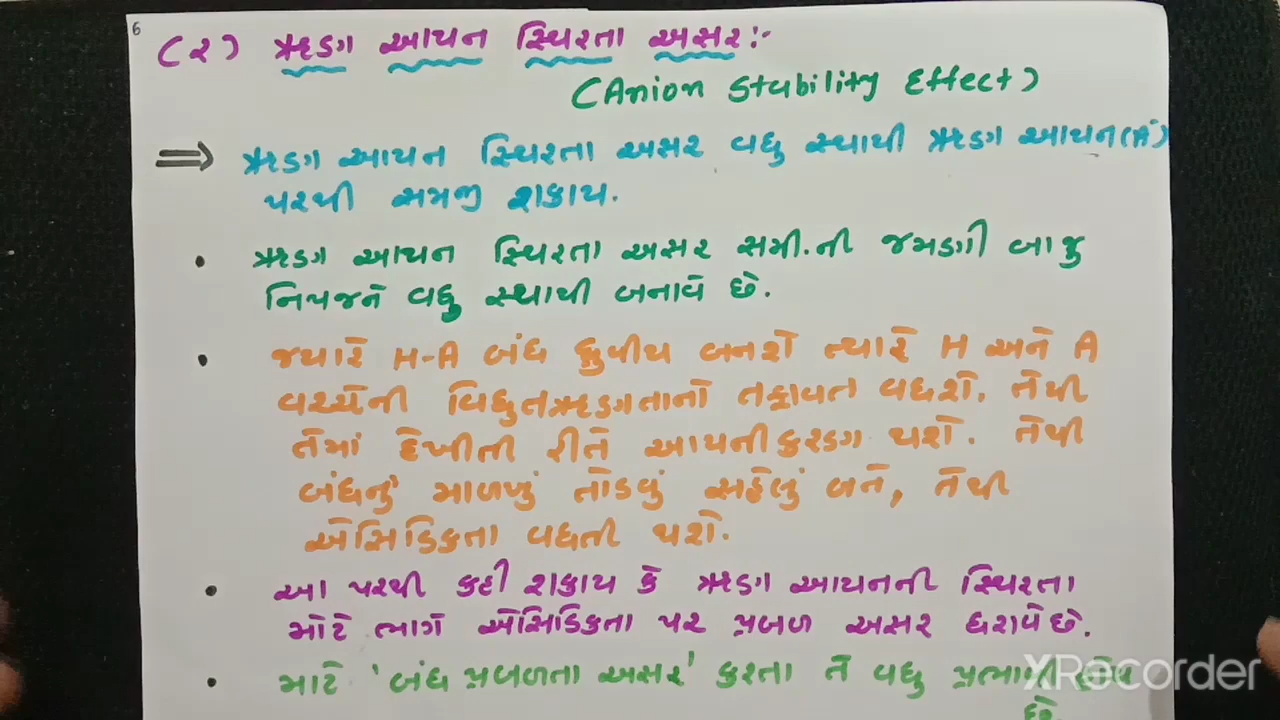 6
(૨) ઋણ આયન સ્થિરતા અસર:-
(Anion Stability Effect)
⇒ ઋણ આયન સ્થિરતા અસર વધુ સ્થાયી ઋણ આયન(A⁻)
પરથી સમજી શકાય.
• ઋણ આયન સ્થિરતા અસર સમી.ની જમણી બાજુ
નિપજને વધુ સ્થાયી બનાવે છે.
• જ્યારે H-A બંધ ધ્રુવીય બનશે ત્યારે H અને A
વચ્ચેની વિધુતઋણતાનો તફાવત વધશે. તેથી
તેમાં દેખીતી રીતે આયનીકરણ થશે. તેથી
બંધનું માળખું તોડવું સહેલું બને, તેથી
એસિડિકતા વધતી થશે.
• આ પરથી કહી શકાય કે ઋણ આયનની સ્થિરતા
મોટે ભાગે એસિડિકતા પર પ્રબળ અસર ધરાવે છે.
• માટે 'બંધ પ્રબળતા અસર' કરતા તે વધુ
છે.
XRecorder